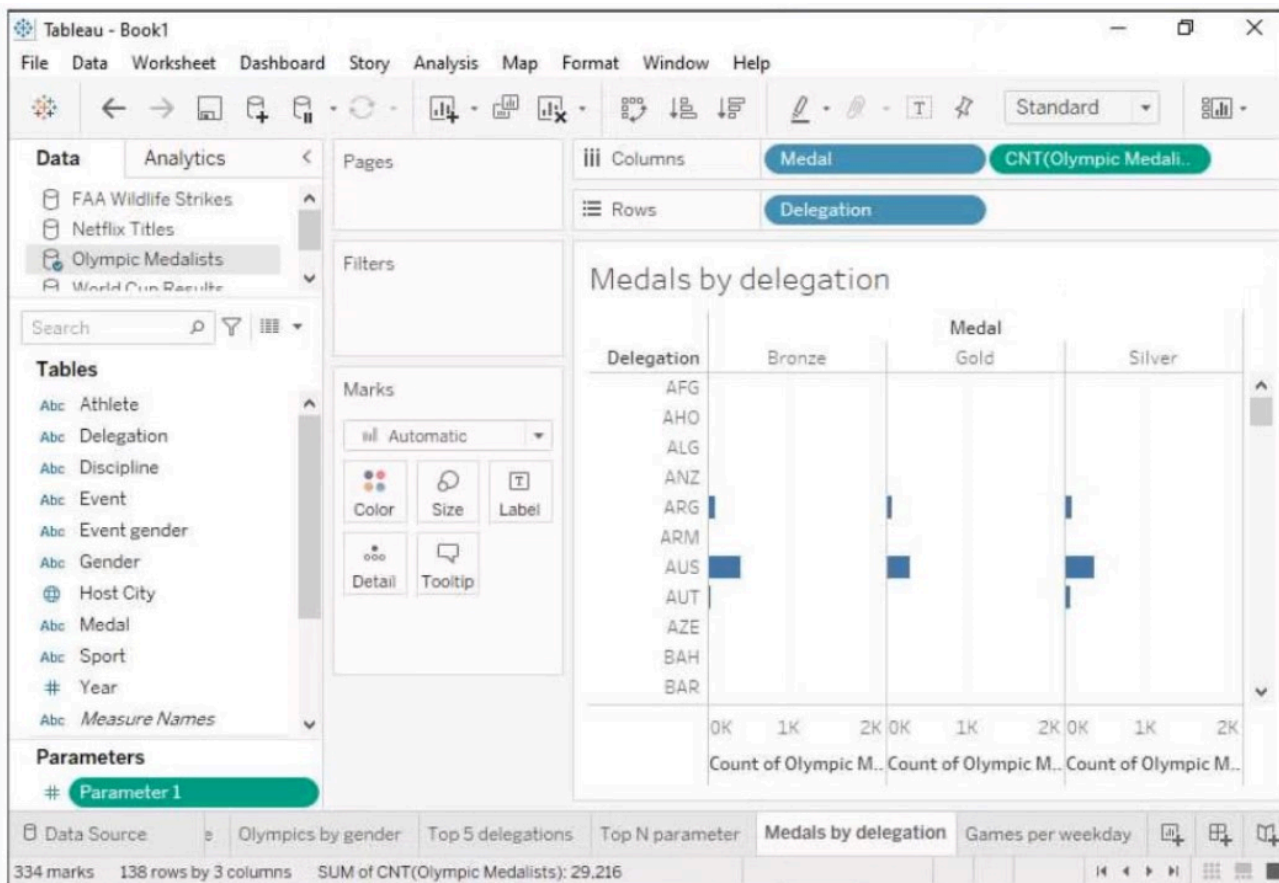 Tableau - Book1
File Data Worksheet Dashboard Story Analysis Map Format Window Help
Standard
Data Analytics
FAA Wildlife Strikes
Netflix Titles
Olympic Medalists
World Cup Results
Search
Tables
Abc Athlete
Abc Delegation
Abc Discipline
Abc Event
Abc Event gender
Abc Gender
Host City
Abc Medal
Abc Sport
# Year
Abc Measure Names
Parameters
# Parameter 1
Pages
Filters
Marks
Automatic
Color Size Label
Detail Tooltip
Columns Medal CNT(Olympic Medali..
Rows Delegation
Medals by delegation
Medal
Delegation Bronze Gold Silver
AFG
AHO
ALG
ANZ
ARG
ARM
AUS
AUT
AZE
BAH
BAR
0K 1K 2K 0K 1K 2K 0K 1K 2K
Count of Olympic M.. Count of Olympic M.. Count of Olympic M..
Data Source e Olympics by gender Top 5 delegations Top N parameter Medals by delegation Games per weekday
334 marks 138 rows by 3 columns SUM of CNT(Olympic Medalists): 29,216